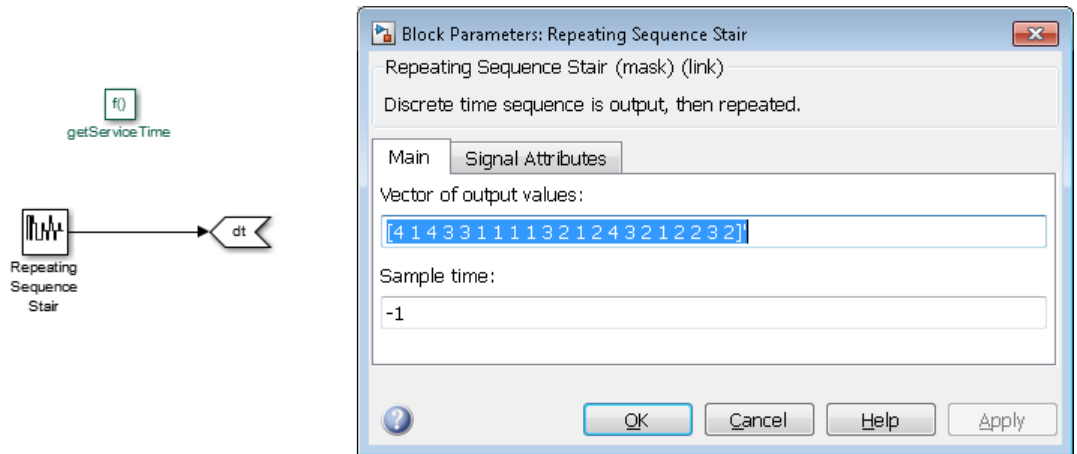 f()
getServiceTime
dt
Repeating
Sequence
Stair
Block Parameters: Repeating Sequence Stair
Repeating Sequence Stair (mask) (link)
Discrete time sequence is output, then repeated.
Main
Signal Attributes
Vector of output values:
[4 1 4 3 3 1 1 1 1 3 2 1 2 4 3 2 1 2 2 3 2]'
Sample time:
-1
?
OK
Cancel
Help
Apply